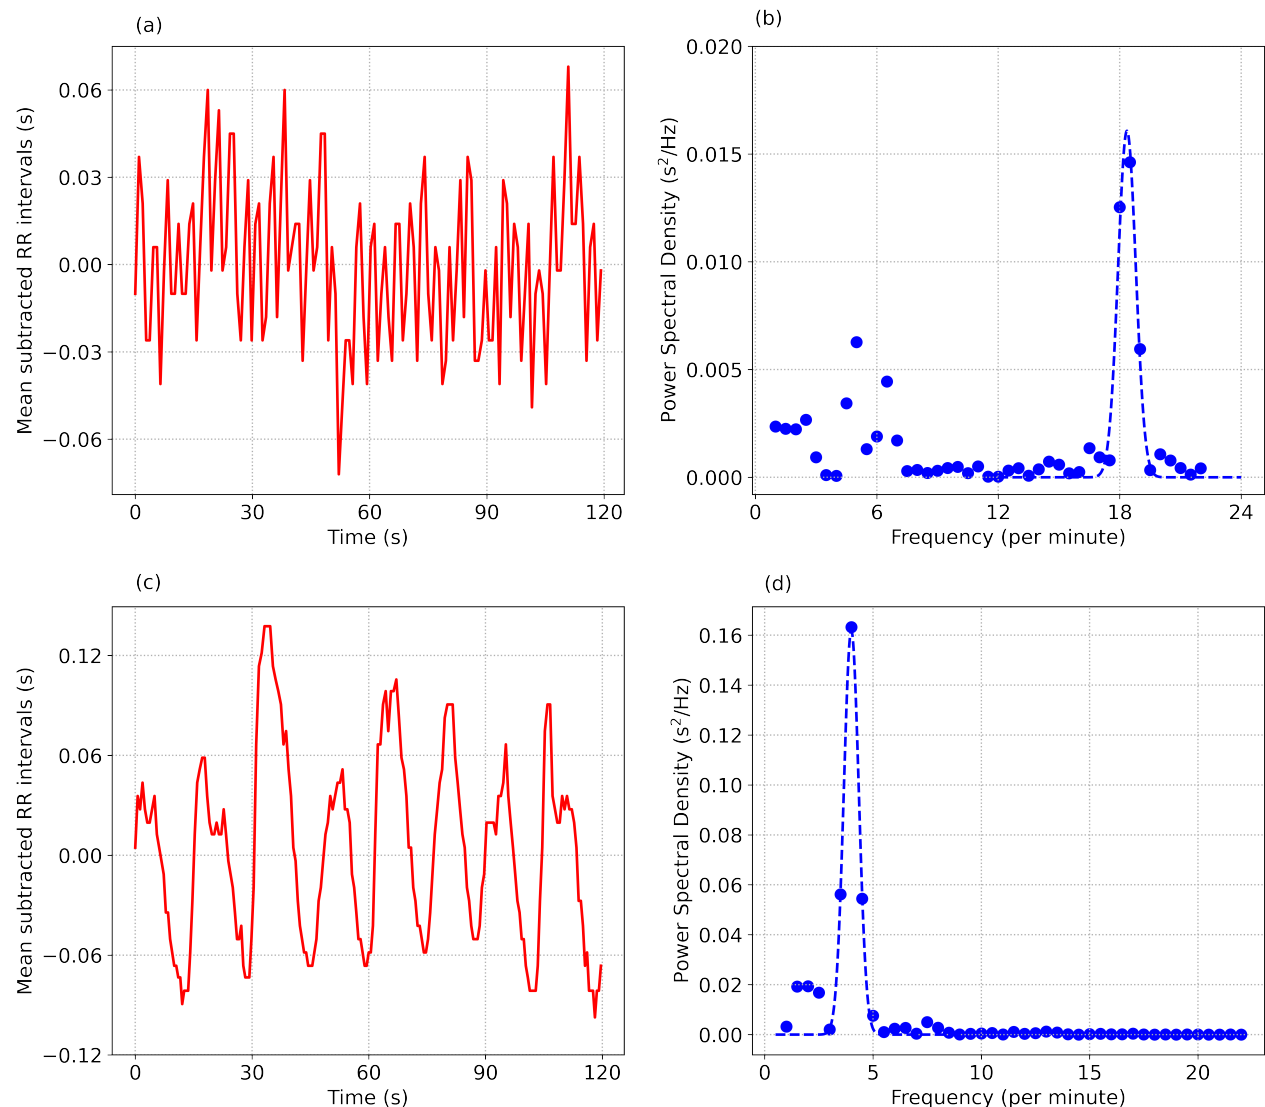 (a)
Mean subtracted RR intervals (s)
0.06
0.03
0.00
−0.03
−0.06
0 30 60 90 120
Time (s)
(b)
Power Spectral Density (s²/Hz)
0.020
0.015
0.010
0.005
0.000
0 6 12 18 24
Frequency (per minute)
(c)
Mean subtracted RR intervals (s)
0.12
0.06
0.00
−0.06
−0.12
0 30 60 90 120
Time (s)
(d)
Power Spectral Density (s²/Hz)
0.16
0.14
0.12
0.10
0.08
0.06
0.04
0.02
0.00
0 5 10 15 20
Frequency (per minute)